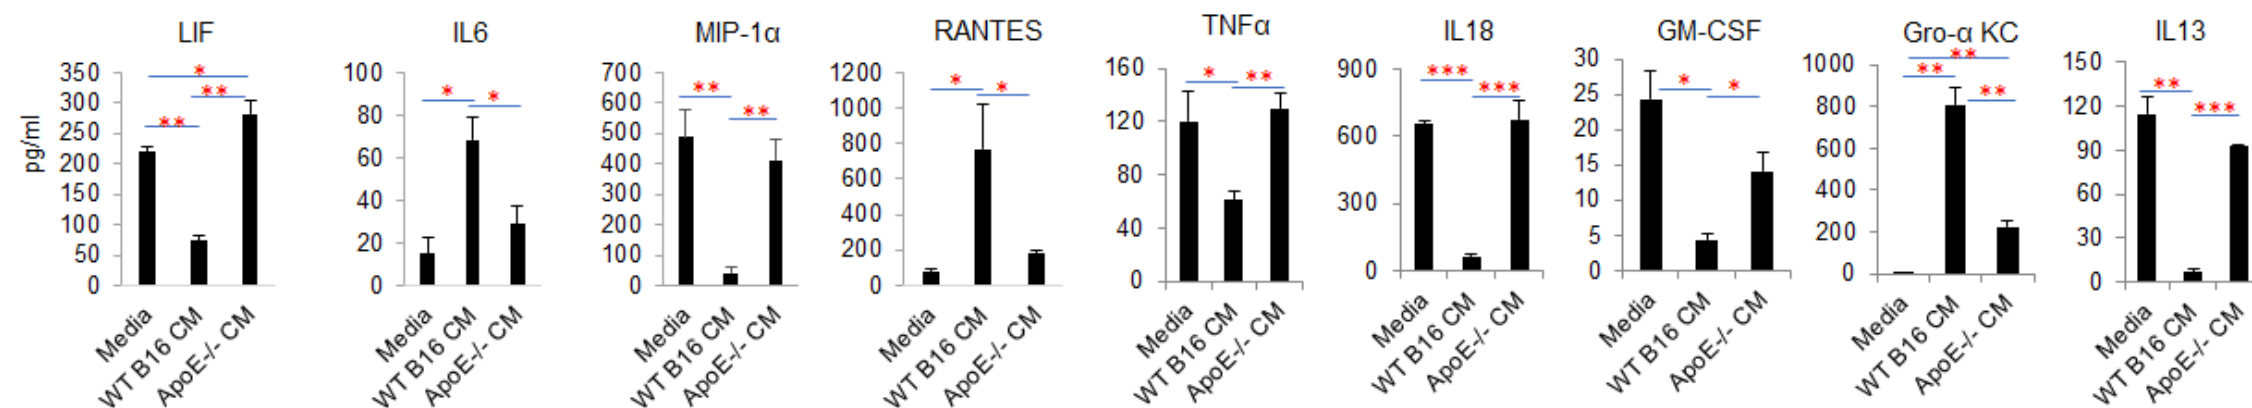 LIF
IL6
MIP-1α
RANTES
TNFα
IL18
GM-CSF
Gro-α KC
IL13
pg/ml
350
300
250
200
150
100
50
0
* ** **
Media
WT B16 CM
ApoE-/- CM
100
80
60
40
20
0
* *
Media
WT B16 CM
ApoE-/- CM
700
600
500
400
300
200
100
0
** **
Media
WT B16 CM
ApoE-/- CM
1200
1000
800
600
400
200
0
* *
Media
WT B16 CM
ApoE-/- CM
160
120
80
40
0
* **
Media
WT B16 CM
ApoE-/- CM
900
600
300
0
*** ***
Media
WT B16 CM
ApoE-/- CM
30
25
20
15
10
5
0
* *
Media
WT B16 CM
ApoE-/- CM
1000
800
600
400
200
0
** ** **
Media
WT B16 CM
ApoE-/- CM
150
120
90
60
30
0
** ***
Media
WT B16 CM
ApoE-/- CM